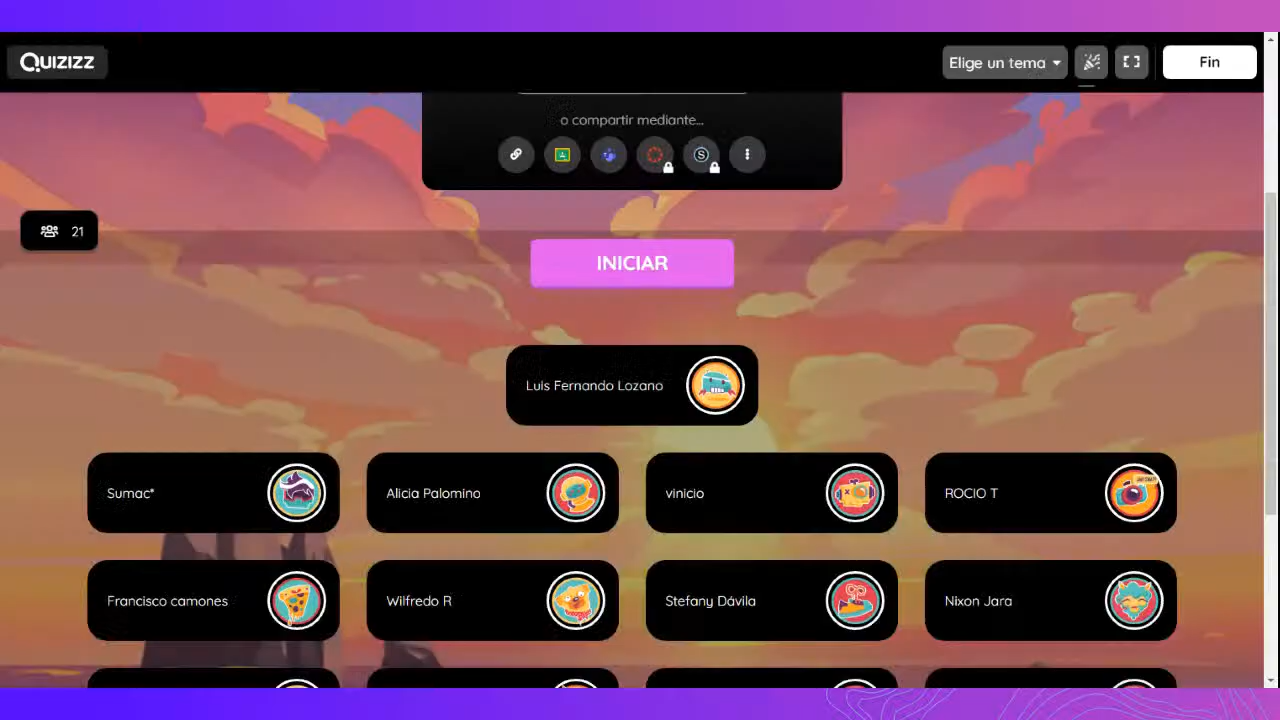 Quizizz
Elige un tema
Fin
o compartir mediante...
21
INICIAR
Luis Fernando Lozano
Sumac*
Alicia Palomino
vinicio
ROCIO T
Francisco camones
Wilfredo R
Stefany Dávila
Nixon Jara